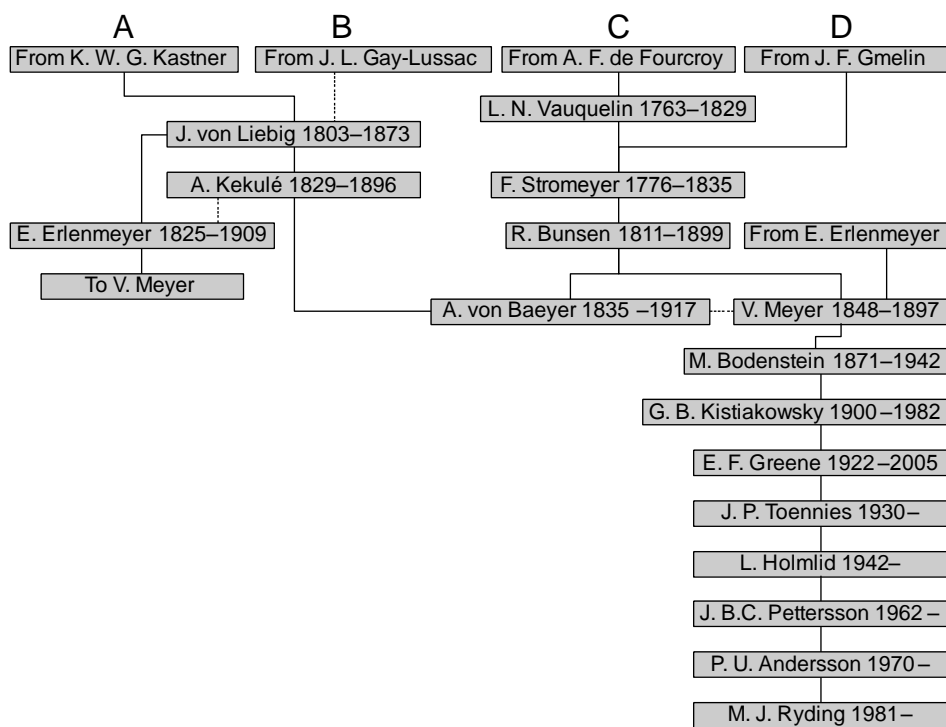 A
B
C
D
From K. W. G. Kastner
From J. L. Gay-Lussac
From A. F. de Fourcroy
From J. F. Gmelin
L. N. Vauquelin 1763–1829
J. von Liebig 1803–1873
A. Kekulé 1829–1896
F. Stromeyer 1776–1835
E. Erlenmeyer 1825–1909
R. Bunsen 1811–1899
From E. Erlenmeyer
To V. Meyer
A. von Baeyer 1835 –1917
V. Meyer 1848–1897
M. Bodenstein 1871–1942
G. B. Kistiakowsky 1900 –1982
E. F. Greene 1922 –2005
J. P. Toennies 1930–
L. Holmlid 1942–
J. B.C. Pettersson 1962 –
P. U. Andersson 1970 –
M. J. Ryding 1981–